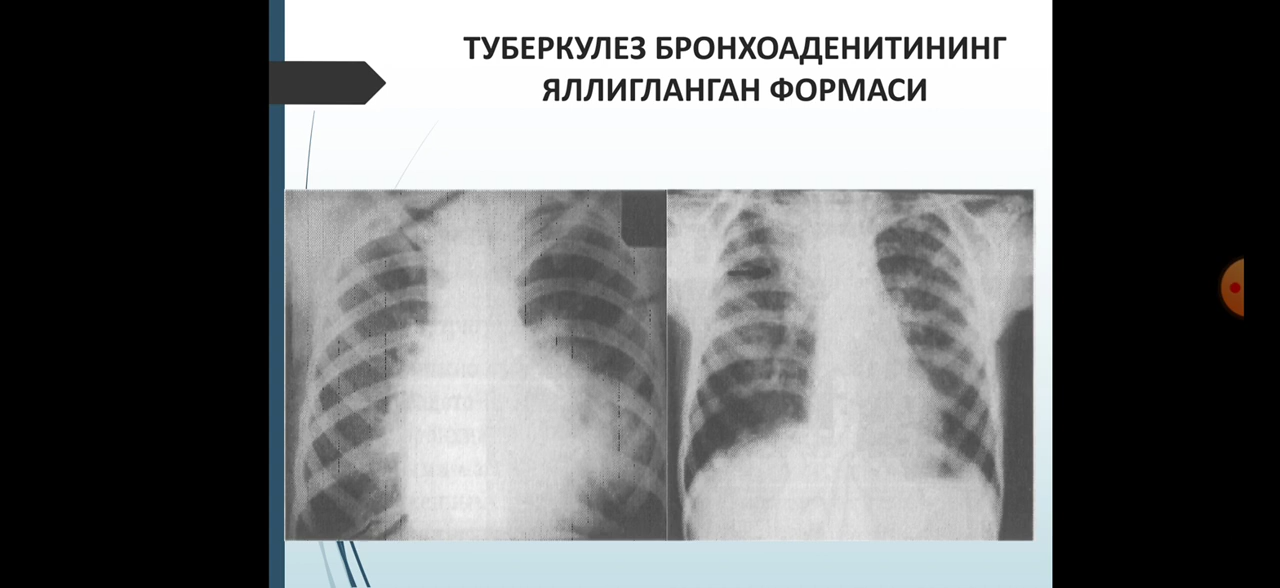 ТУБЕРКУЛЕЗ БРОНХОАДЕНИТИНИНГ
ЯЛЛИГЛАНГАН ФОРМАСИ